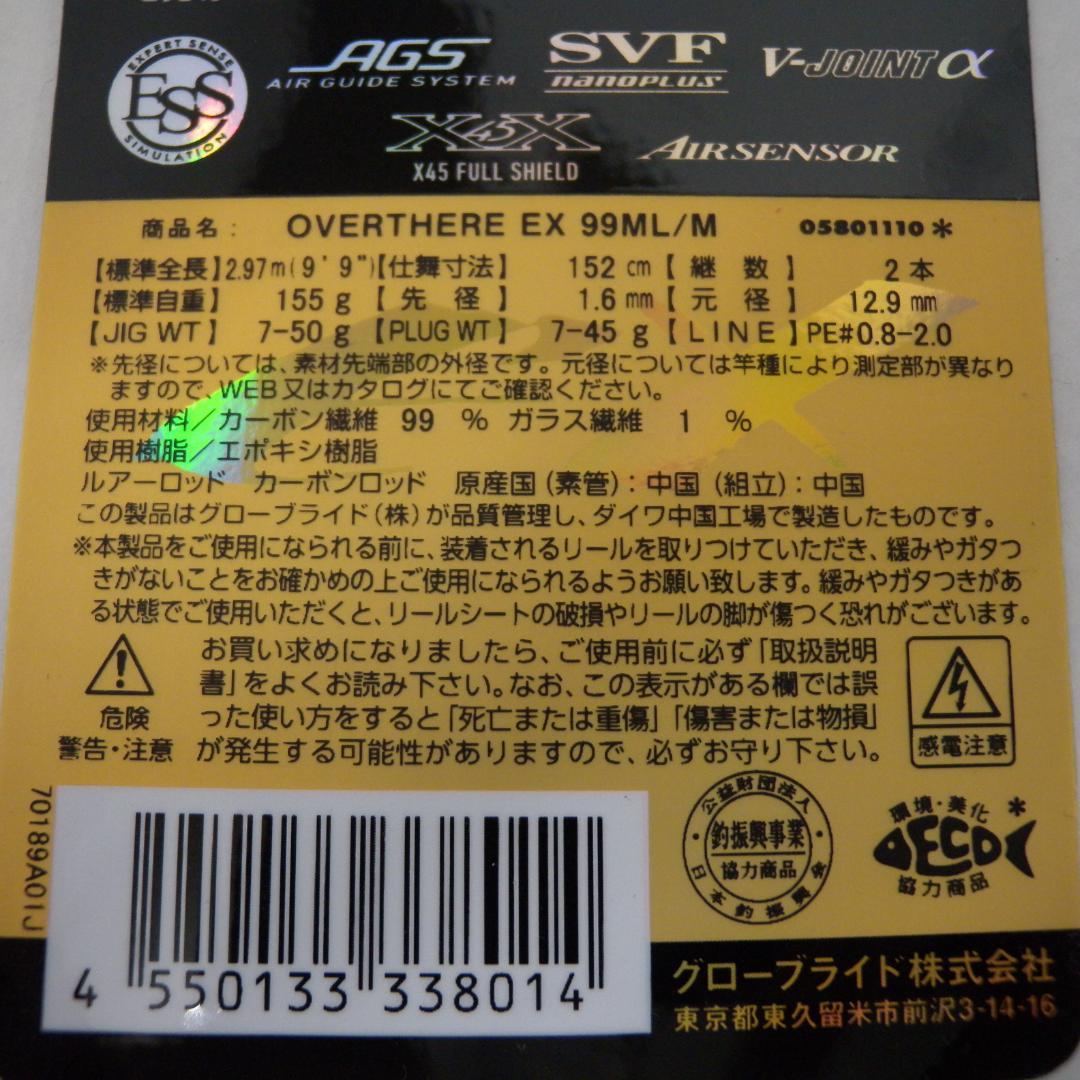 EXPERT SENSE
ESS
SIMULATION
AGS
AIR GUIDE SYSTEM
SVF
nanoPLUS
V-JOINT α
X45X
X45 FULL SHIELD
AIRSENSOR
商品名: OVERTHERE EX 99ML/M 05801110*
【標準全長】2.97m(9'9")【仕舞寸法】 152 cm【継 数】 2本
【標準自重】 155 g【先 径】 1.6 mm【元 径】 12.9 mm
【JIG WT】 7-50 g【PLUG WT】 7-45 g【LINE】PE#0.8-2.0
※先径については、素材先端部の外径です。元径については竿種により測定部が異なり
ますので、WEB又はカタログにてご確認ください。
使用材料/カーボン繊維 99 % ガラス繊維 1 %
使用樹脂/エポキシ樹脂
ルアーロッド カーボンロッド 原産国(素管):中国(組立):中国
この製品はグローブライド(株)が品質管理し、ダイワ中国工場で製造したものです。
※本製品をご使用になられる前に、装着されるリールを取りつけていただき、緩みやガタつ
きがないことをお確かめの上ご使用になられるようお願い致します。緩みやガタつきがあ
る状態でご使用いただくと、リールシートの破損やリールの脚が傷つく恐れがございます。
危険
警告・注意
お買い求めになりましたら、ご使用前に必ず「取扱説明
書」をよくお読み下さい。なお、この表示がある欄では誤
った使い方をすると「死亡または重傷」「傷害または物損」
が発生する可能性がありますので、必ずお守り下さい。
感電注意
70189A01J
4 550133 338014
公益財団法人
釣振興事業
協力商品
日本釣振興会
環境・美化 *
ECO
協力商品
グローブライド株式会社
東京都東久留米市前沢3-14-16